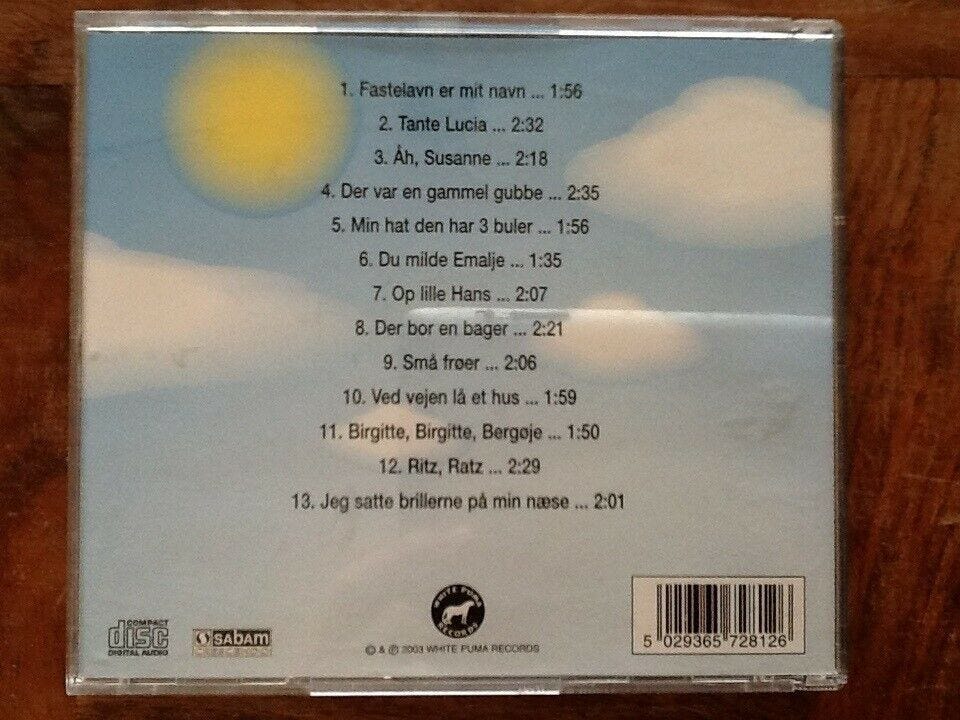 1. Fastelavn er mit navn ... 1:56
2. Tante Lucia ... 2:32
3. Åh, Susanne ... 2:18
4. Der var en gammel gubbe ... 2:35
5. Min hat den har 3 buler ... 1:56
6. Du milde Emalje ... 1:35
7. Op lille Hans ... 2:07
8. Der bor en bager ... 2:21
9. Små frøer ... 2:06
10. Ved vejen lå et hus ... 1:59
11. Birgitte, Birgitte, Bergøje ... 1:50
12. Ritz, Ratz ... 2:29
13. Jeg satte brillerne på min næse ... 2:01
COMPACT
disc
DIGITAL AUDIO
sabam
WHITE PUMA
RECORDS
© & ℗ 2003 WHITE PUMA RECORDS
5 029365 728126